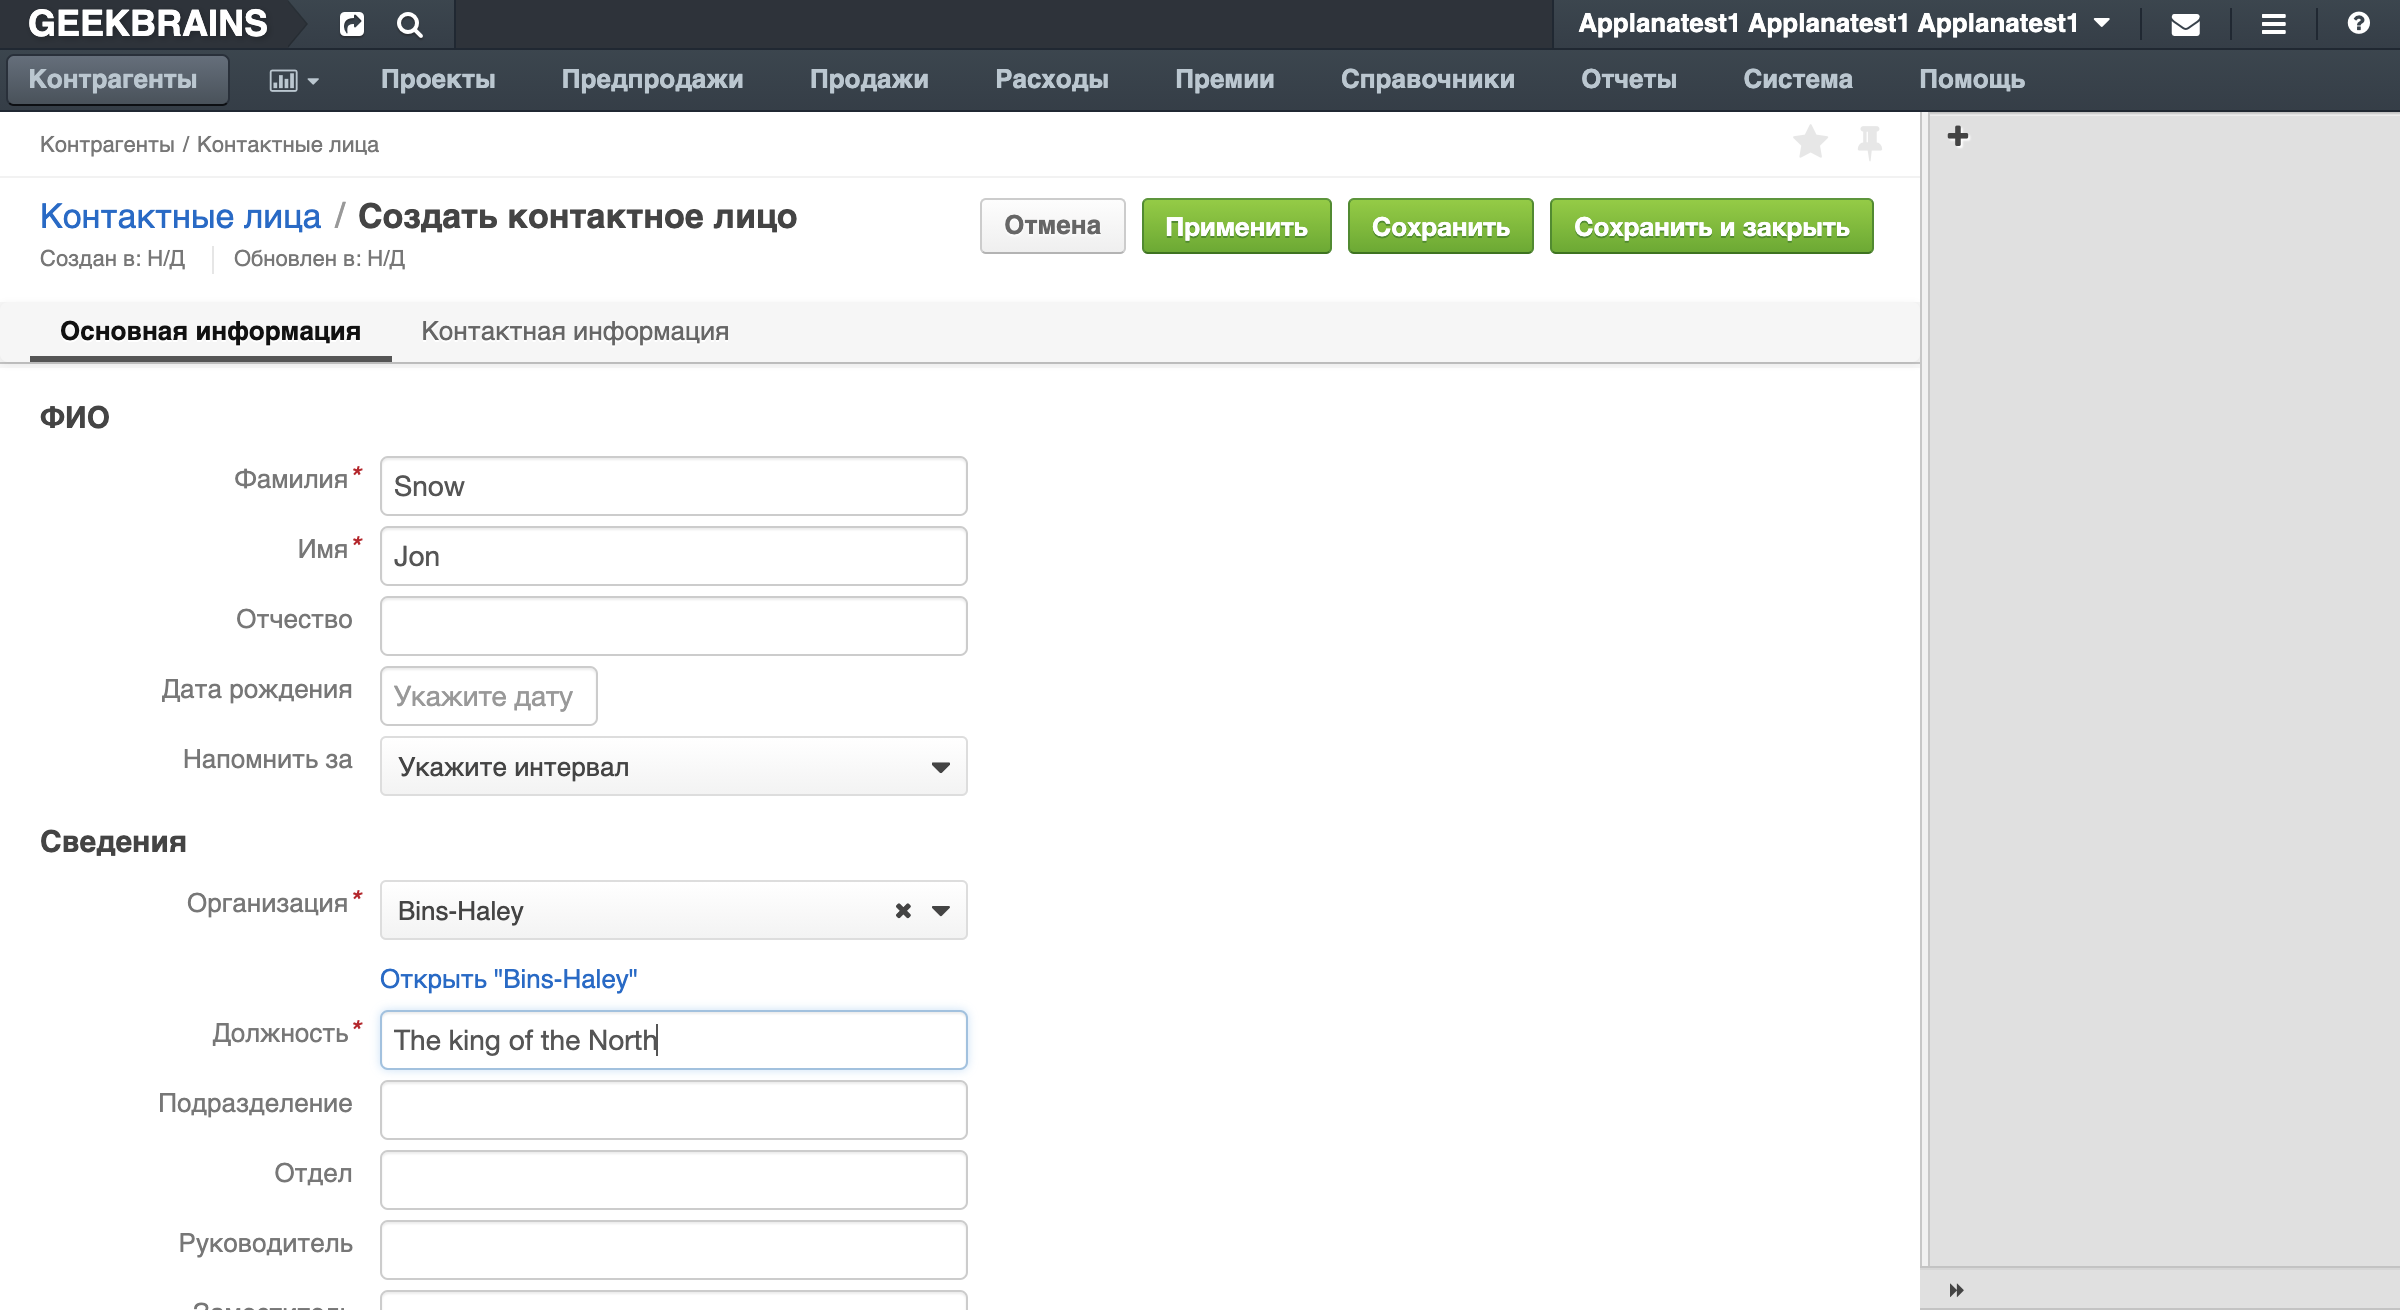 GEEKBRAINS
Applanatest1 Applanatest1 Applanatest1
Контрагенты Проекты Предпродажи Продажи Расходы Премии Справочники Отчеты Система Помощь
Контрагенты / Контактные лица
Контактные лица / Создать контактное лицо
Отмена Применить Сохранить Сохранить и закрыть
Создан в: Н/Д Обновлен в: Н/Д
Основная информация Контактная информация
ФИО
Фамилия* Snow
Имя* Jon
Отчество
Дата рождения Укажите дату
Напомнить за Укажите интервал
Сведения
Организация* Bins-Haley
Открыть "Bins-Haley"
Должность* The king of the North
Подразделение
Отдел
Руководитель